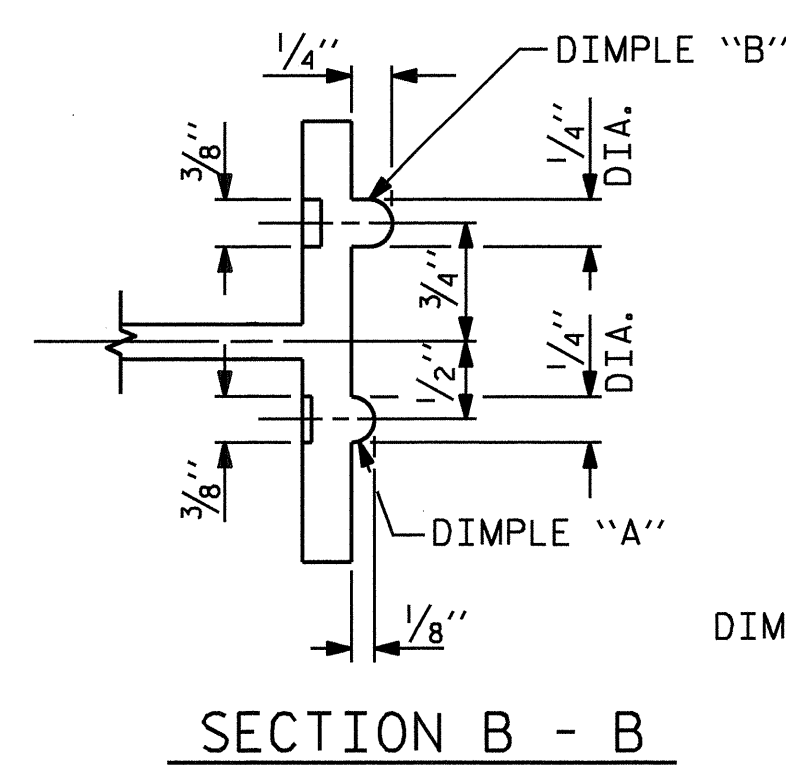 1/4"
DIMPLE "B"
3/8"
1/4"
DIA.
3/4"
1/4"
DIA.
1/2"
3/8"
DIMPLE "A"
1/8"
DIM
SECTION B - B